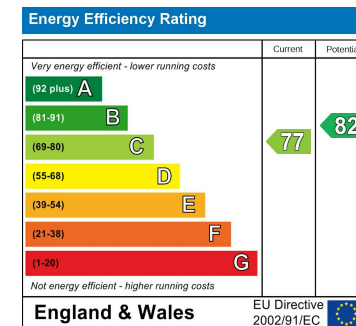 Energy Efficiency Rating
Current Potentia
Very energy efficient - lower running costs
(92 plus) A
(81-91) B
82
(69-80) C
77
(55-68) D
(39-54) E
(21-38) F
(1-20) G
Not energy efficient - higher running costs
England & Wales
EU Directive
2002/91/EC